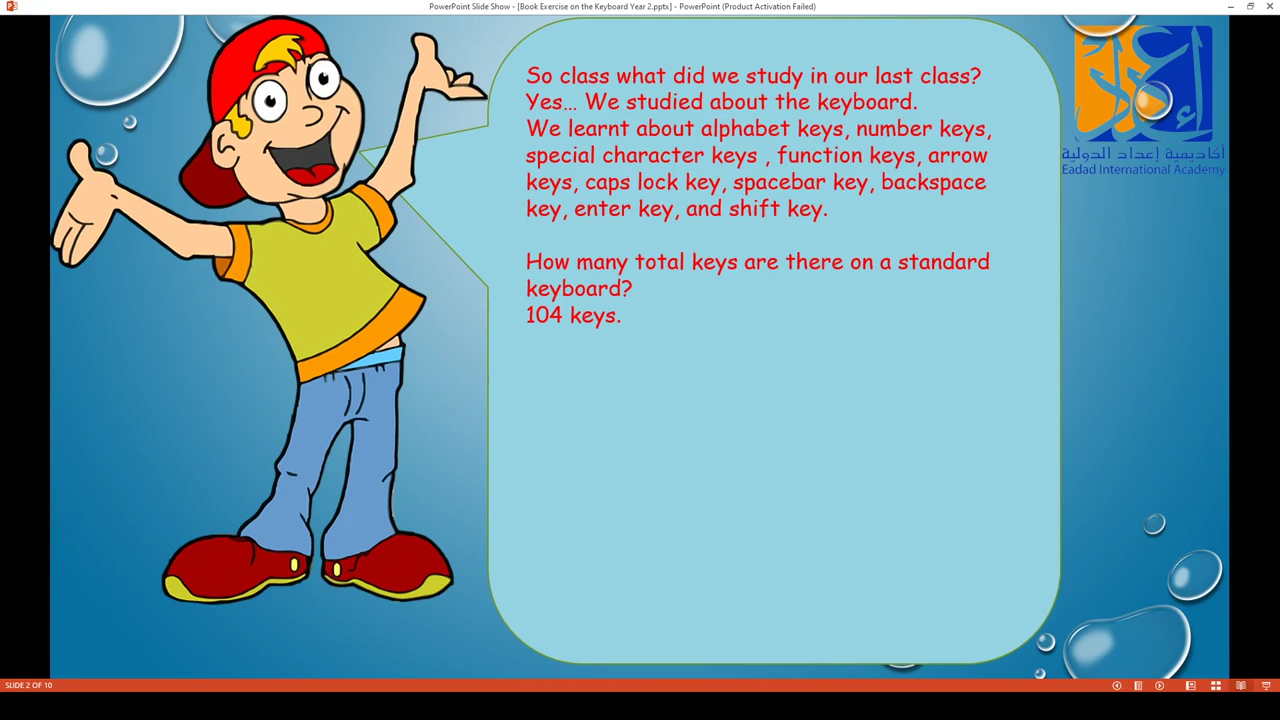 PowerPoint Slide Show - [Book Exercise on the Keyboard Year 2.pptx] - PowerPoint (Product Activation Failed)
So class what did we study in our last class?
Yes... We studied about the keyboard.
We learnt about alphabet keys, number keys,
special character keys , function keys, arrow
keys, caps lock key, spacebar key, backspace
key, enter key, and shift key.
How many total keys are there on a standard
keyboard?
104 keys.
أكاديمية إعداد الدولية
Eadad International Academy
SLIDE 2 OF 10